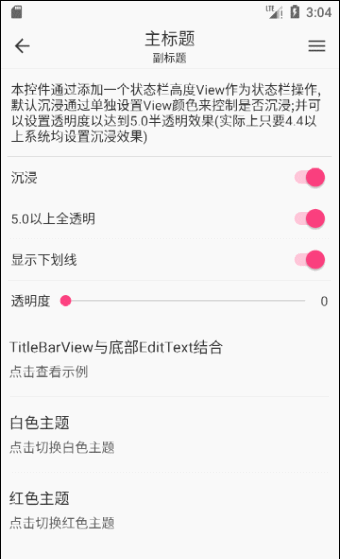 LTE 3:04
主标题
副标题
本控件通过添加一个状态栏高度View作为状态栏操作,
默认沉浸通过单独设置View颜色来控制是否沉浸;并可
以设置透明度以达到5.0半透明效果(实际上只要4.4以
上系统均设置沉浸效果)
沉浸
5.0以上全透明
显示下划线
透明度 0
TitleBarView与底部EditText结合
点击查看示例
白色主题
点击切换白色主题
红色主题
点击切换红色主题